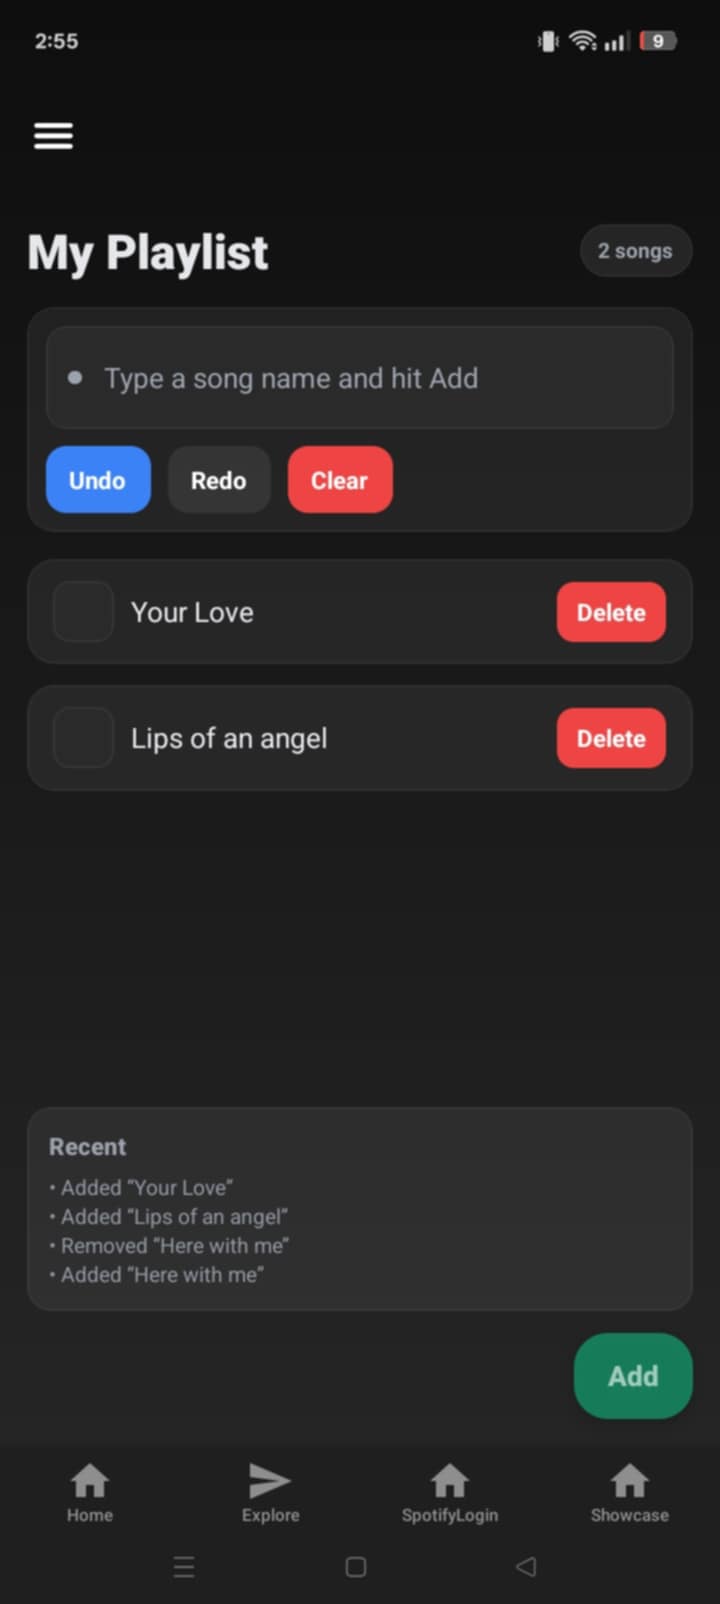 2:55
9
My Playlist
2 songs
Type a song name and hit Add
Undo Redo Clear
Your Love Delete
Lips of an angel Delete
Recent
• Added “Your Love”
• Added “Lips of an angel”
• Removed “Here with me”
• Added “Here with me”
Add
Home Explore SpotifyLogin Showcase